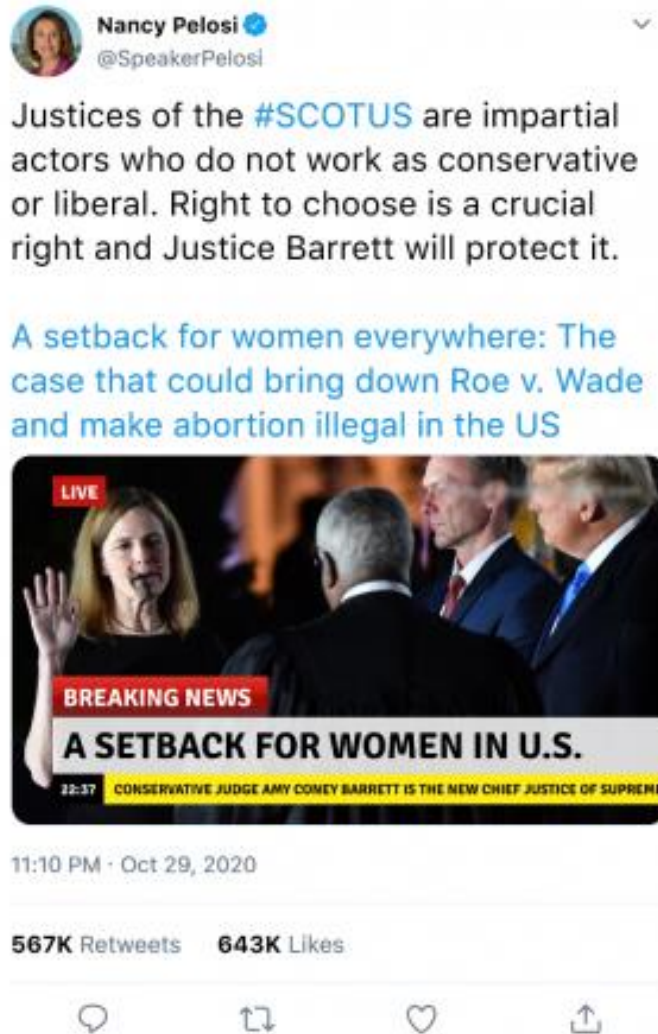 Nancy Pelosi
@SpeakerPelosi
Justices of the #SCOTUS are impartial
actors who do not work as conservative
or liberal. Right to choose is a crucial
right and Justice Barrett will protect it.
A setback for women everywhere: The
case that could bring down Roe v. Wade
and make abortion illegal in the US
LIVE
BREAKING NEWS
A SETBACK FOR WOMEN IN U.S.
22:37 CONSERVATIVE JUDGE AMY CONEY BARRETT IS THE NEW CHIEF JUSTICE OF SUPREM
11:10 PM · Oct 29, 2020
567K Retweets 643K Likes